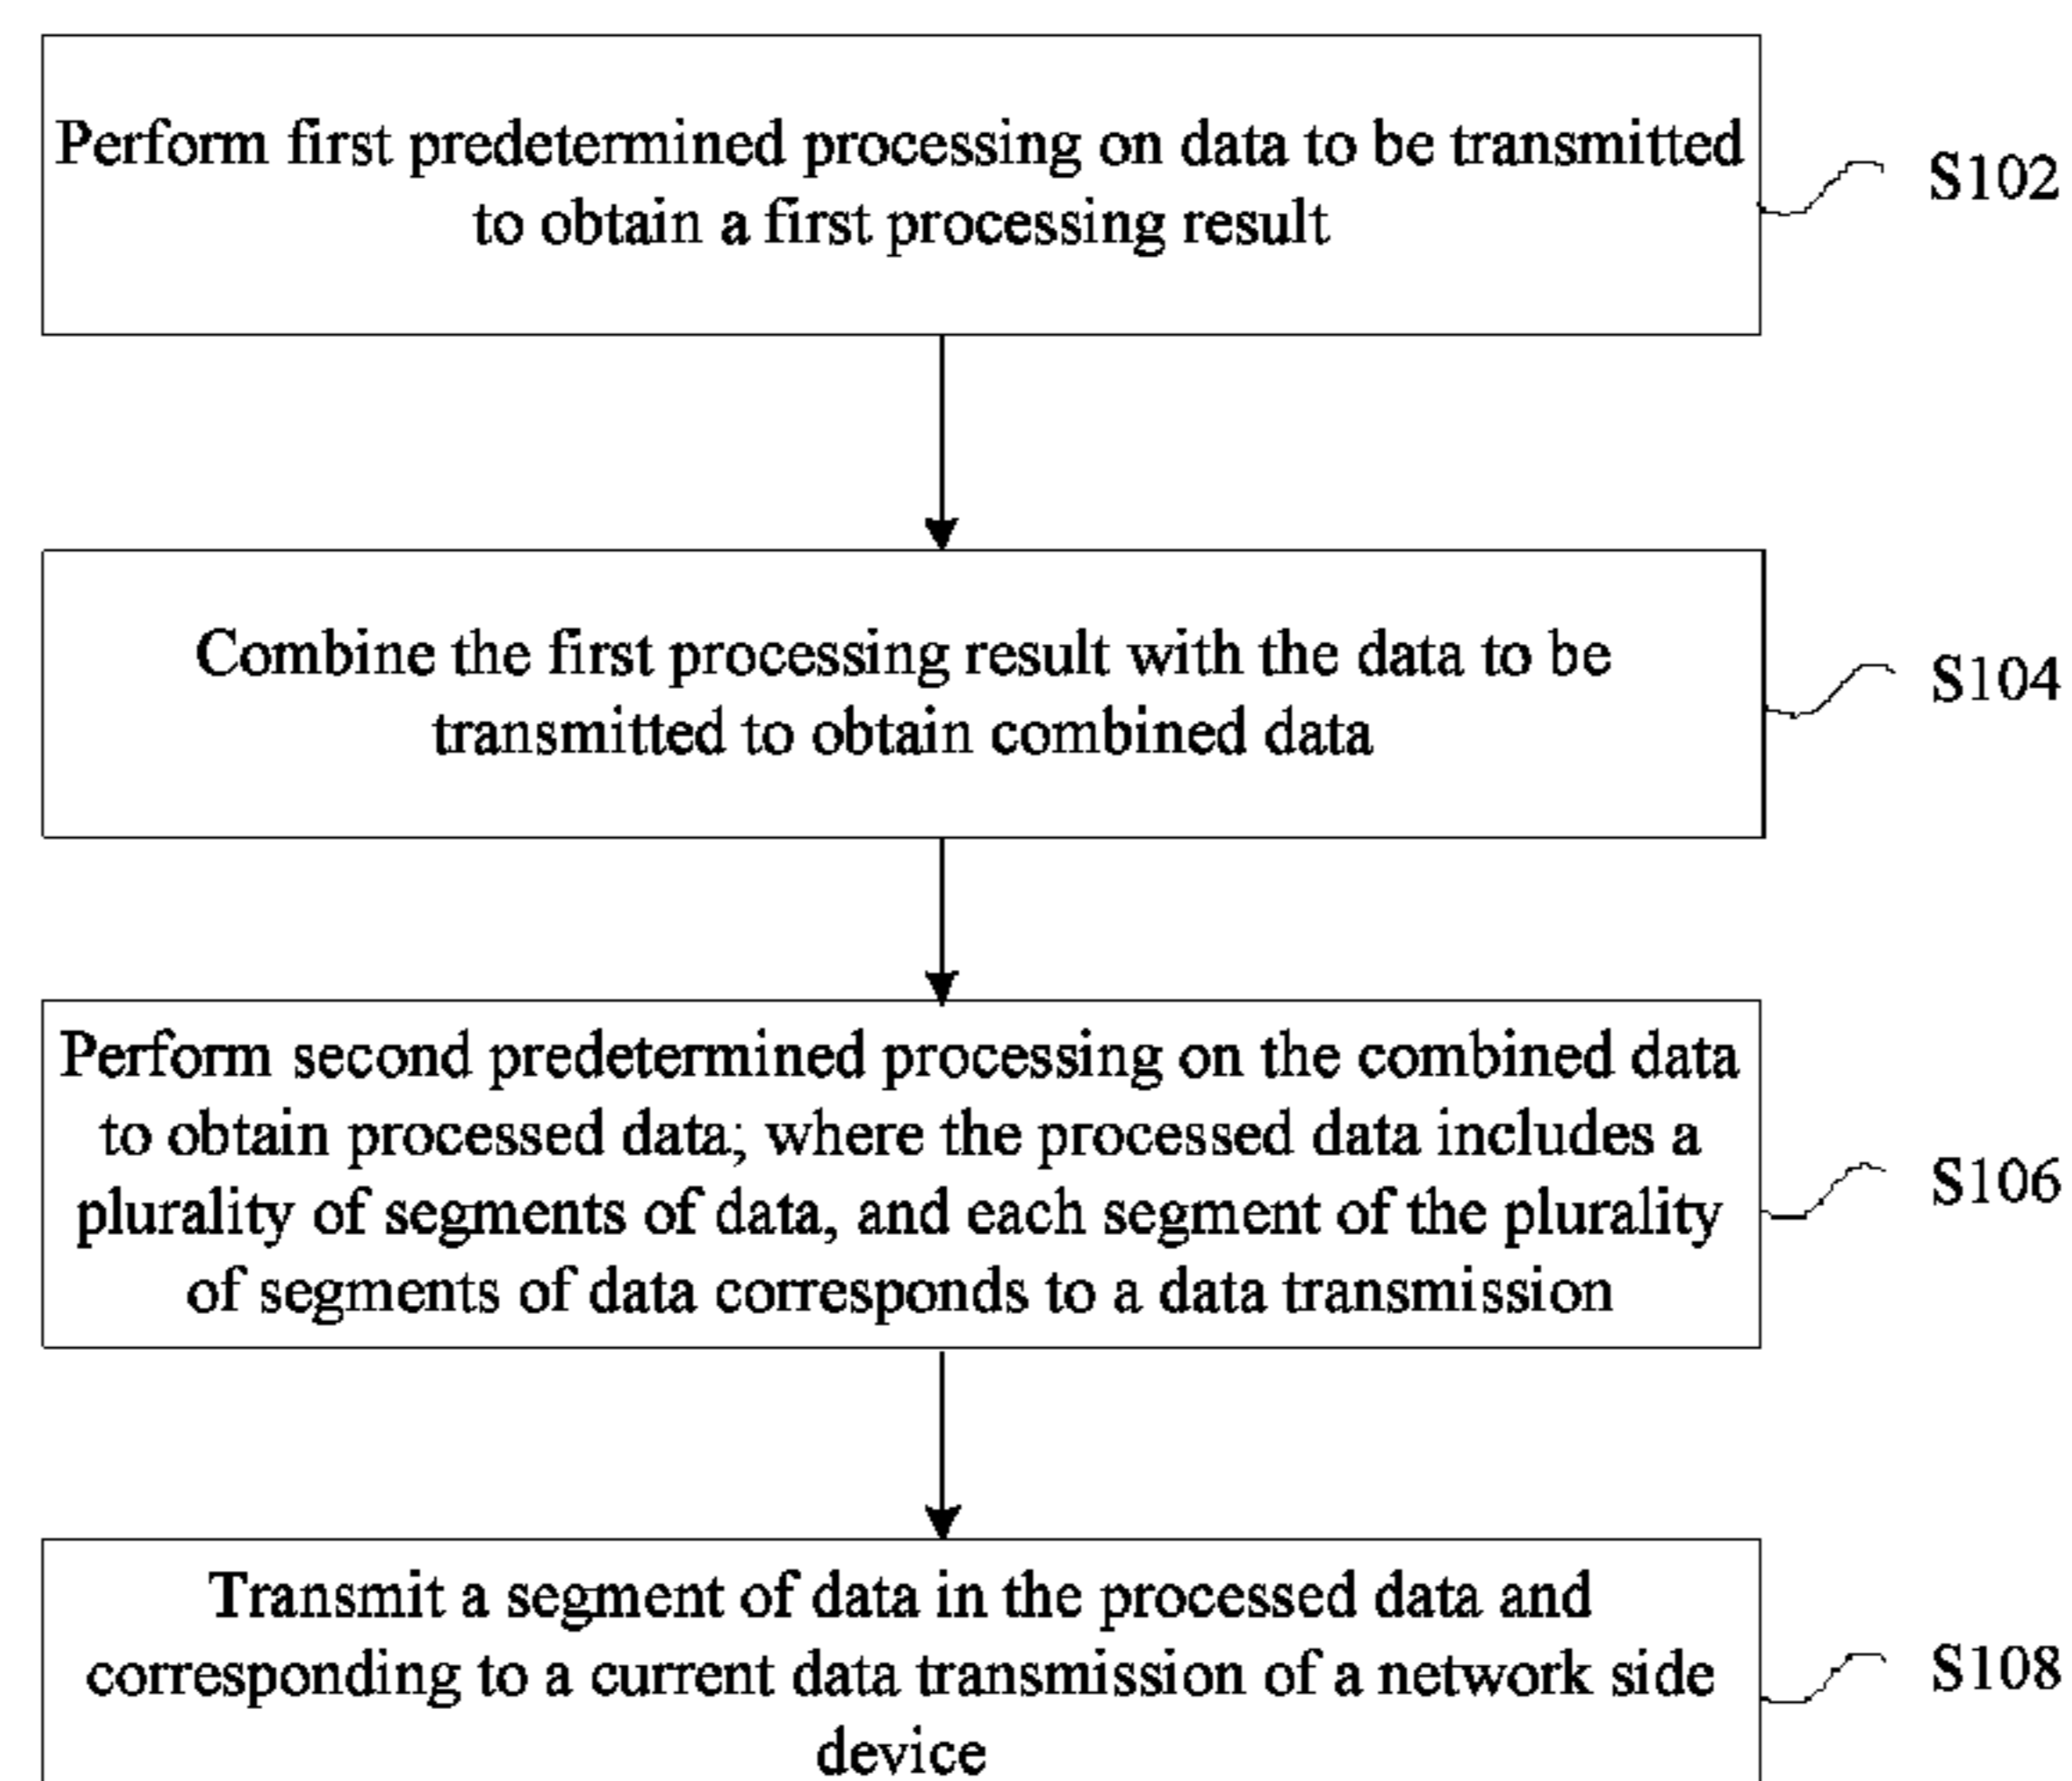 Perform first predetermined processing on data to be transmitted
to obtain a first processing result
S102
Combine the first processing result with the data to be
transmitted to obtain combined data
S104
Perform second predetermined processing on the combined data
to obtain processed data; where the processed data includes a
plurality of segments of data, and each segment of the plurality
of segments of data corresponds to a data transmission
S106
Transmit a segment of data in the processed data and
corresponding to a current data transmission of a network side
device
S108